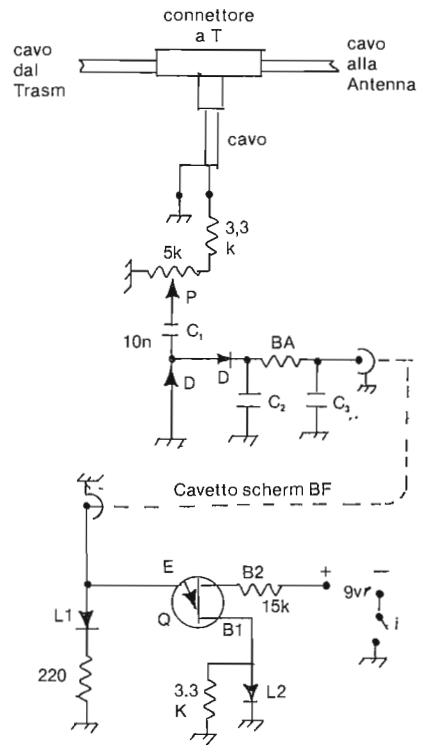 connettore
a T
cavo
dal
Trasm
cavo
alla
Antenna
cavo
3,3
k
5k
P
10n
C₁
D
D
BA
C₂
C₃
Cavetto scherm BF
E
B2
+
−
15k
9v
i
L1
Q
B1
220
3.3
K
L2